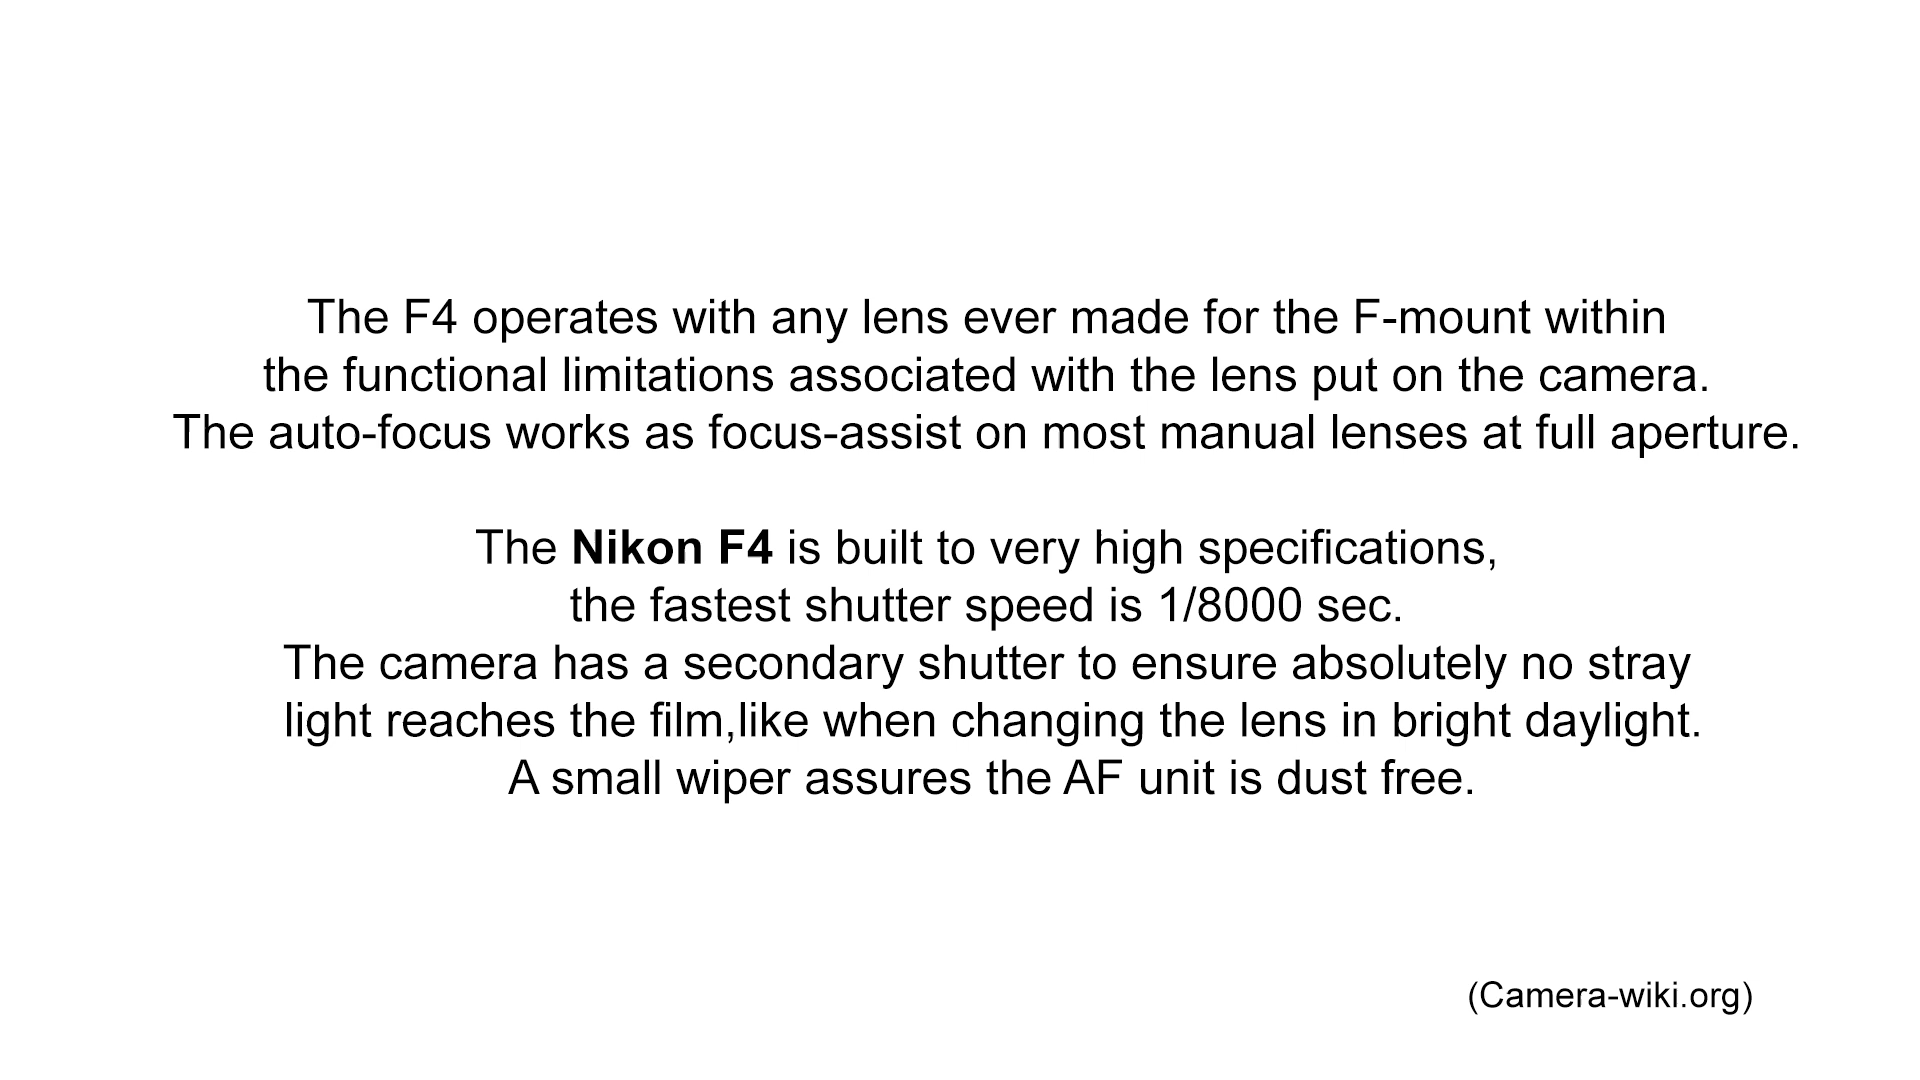 The F4 operates with any lens ever made for the F-mount within
the functional limitations associated with the lens put on the camera.
The auto-focus works as focus-assist on most manual lenses at full aperture.
The Nikon F4 is built to very high specifications,
the fastest shutter speed is 1/8000 sec.
The camera has a secondary shutter to ensure absolutely no stray
light reaches the film,like when changing the lens in bright daylight.
A small wiper assures the AF unit is dust free.
(Camera-wiki.org)